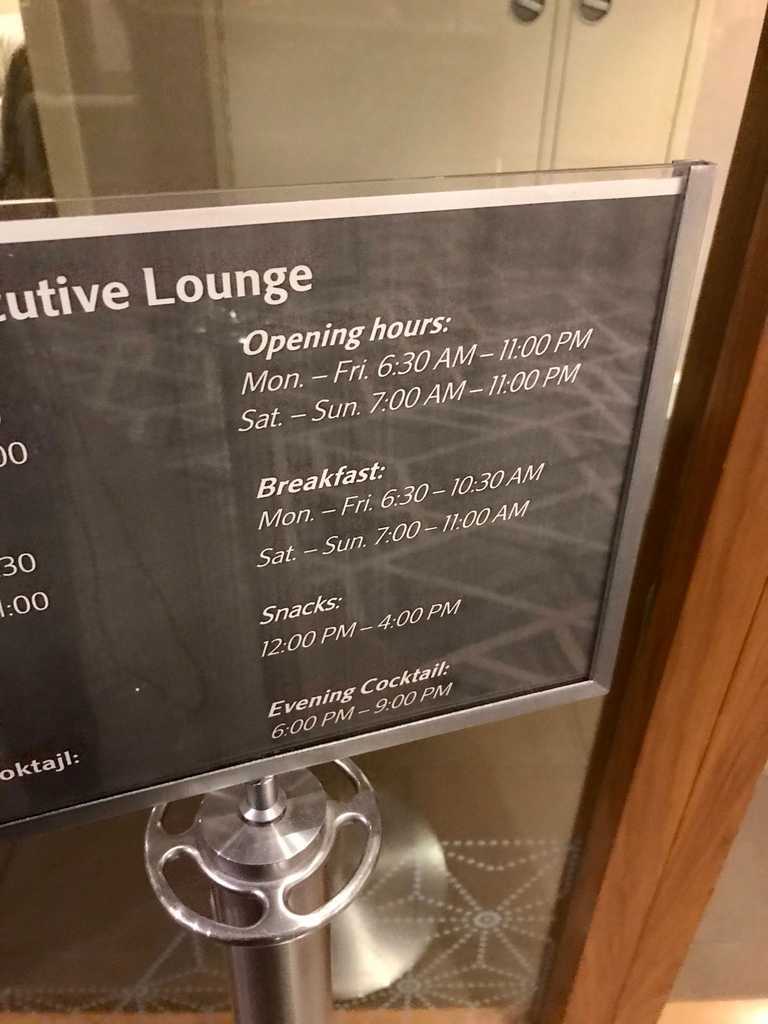 Lounge
00
30
:00
Opening hours:
Mon. – Fri. 6:30 AM – 11:00 PM
Sat. – Sun. 7:00 AM – 11:00 PM
Breakfast:
Mon. – Fri. 6:30 – 10:30 AM
Sat. – Sun. 7:00 – 11:00 AM
Snacks:
12:00 PM – 4:00 PM
Evening Cocktail:
6:00 PM – 9:00 PM